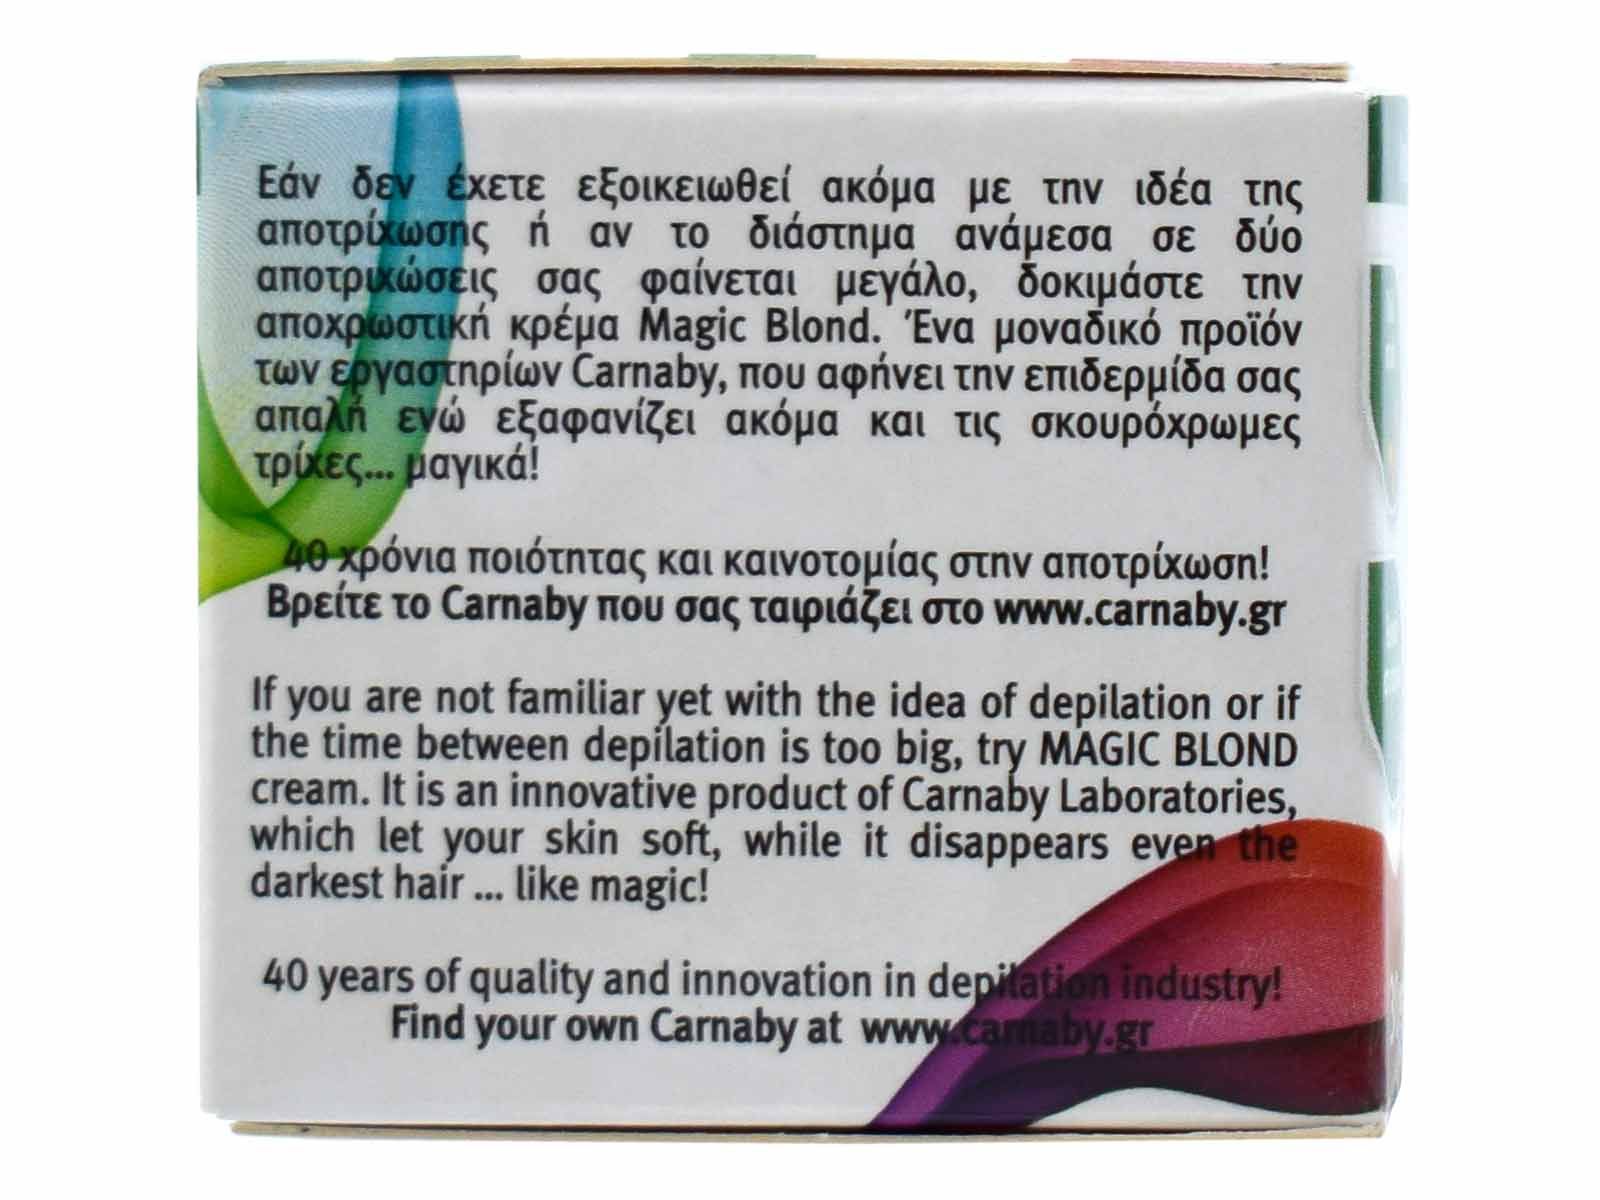 Εάν δεν έχετε εξοικειωθεί ακόμα με την ιδέα της
αποτρίχωσης ή αν το διάστημα ανάμεσα σε δύο
αποτριχώσεις σας φαίνεται μεγάλο, δοκιμάστε την
αποχρωστική κρέμα Magic Blond. Ένα μοναδικό προϊόν
των εργαστηρίων Carnaby, που αφήνει την επιδερμίδα σας
απαλή ενώ εξαφανίζει ακόμα και τις σκουρόχρωμες
τρίχες... μαγικά!
40 χρόνια ποιότητας και καινοτομίας στην αποτρίχωση!
Βρείτε το Carnaby που σας ταιριάζει στο www.carnaby.gr
If you are not familiar yet with the idea of depilation or if
the time between depilation is too big, try MAGIC BLOND
cream. It is an innovative product of Carnaby Laboratories,
which let your skin soft, while it disappears even the
darkest hair ... like magic!
40 years of quality and innovation in depilation industry!
Find your own Carnaby at www.carnaby.gr